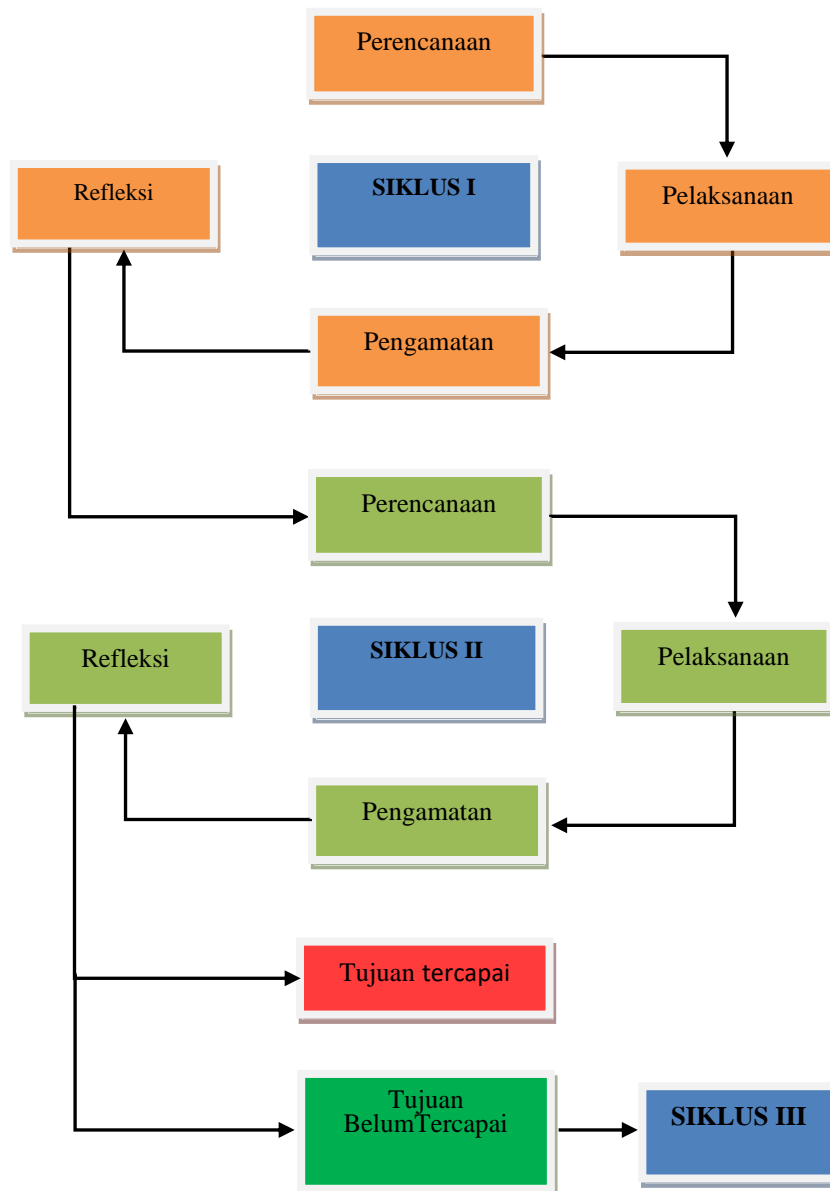 Perencanaan
Refleksi
SIKLUS I
Pelaksanaan
Pengamatan
Perencanaan
Refleksi
SIKLUS II
Pelaksanaan
Pengamatan
Tujuan tercapai
Tujuan
BelumTercapai
SIKLUS III